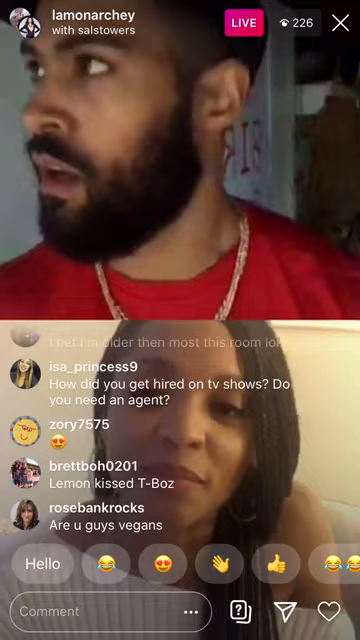 lamonarchey
with salstowers
LIVE
226
I bet I'm older then most this room lol
isa_princess9
How did you get hired on tv shows? Do
you need an agent?
zory7575
😍
brettboh0201
Lemon kissed T-Boz
rosebankrocks
Are u guys vegans
Hello 😂 😍 👋 👍 😂😂
Comment